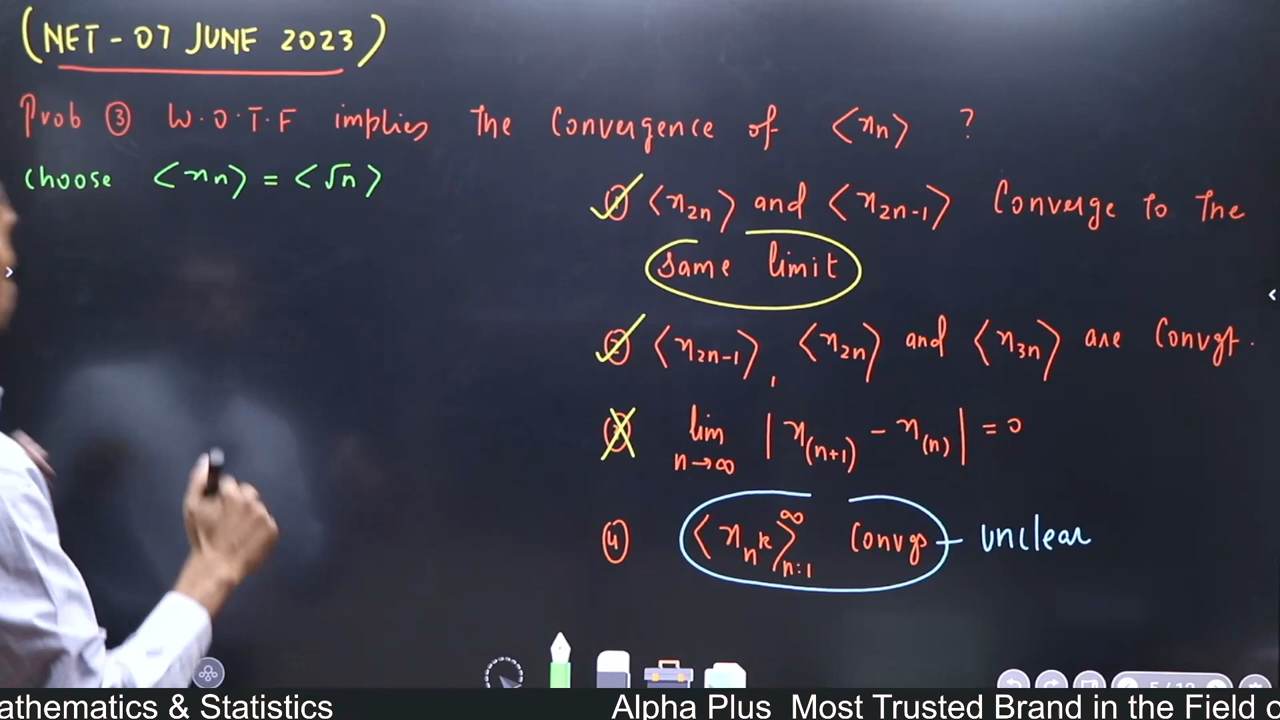 (NET - 07 JUNE 2023)
Prob ③ W.O.T.F implies the Convergence of <xn> ?
choose <xn> = <√n>
① <x2n> and <x2n-1> Converge to the
same limit
② <x2n-1>, <x2n> and <x3n> are Convgt.
③ lim n→∞ |x(n+1) - x(n)| = 0
④ <xn^k>∞ n=1 Convgs - unclear
athematics & Statistics
Alpha Plus Most Trusted Brand in the Field o